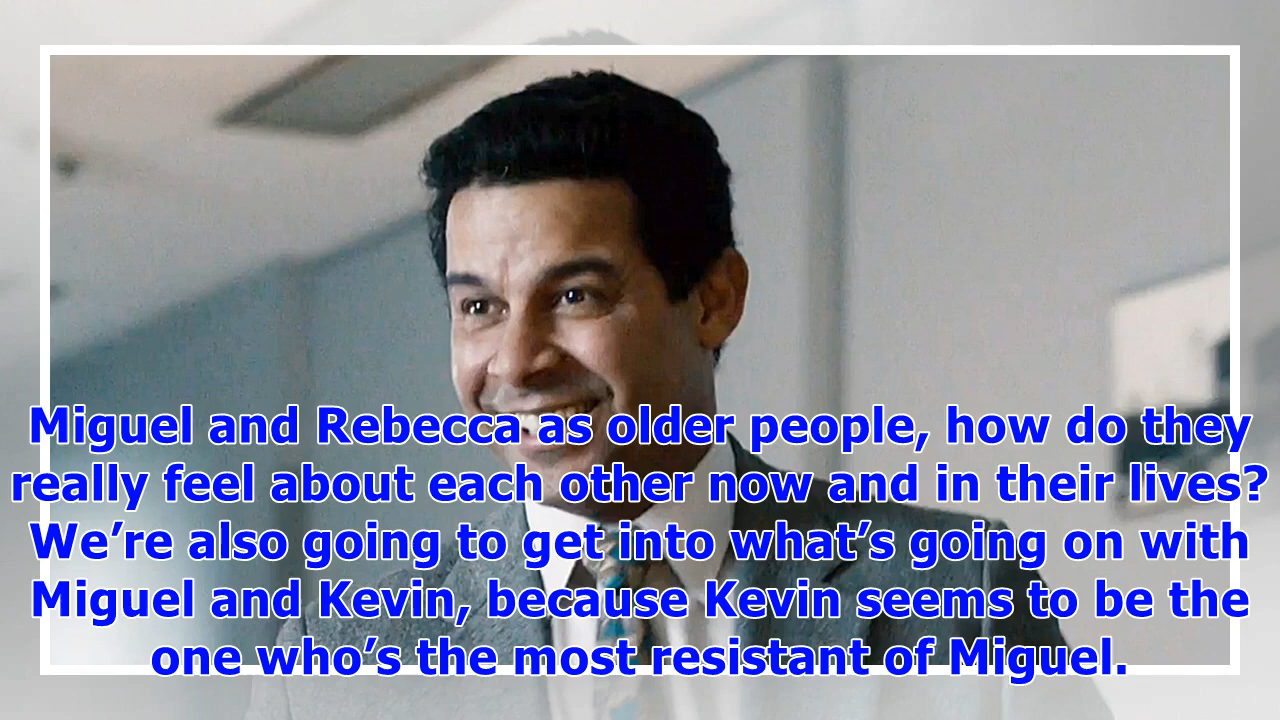 Miguel and Rebecca as older people, how do they
really feel about each other now and in their lives?
We’re also going to get into what’s going on with
Miguel and Kevin, because Kevin seems to be the
one who’s the most resistant of Miguel.